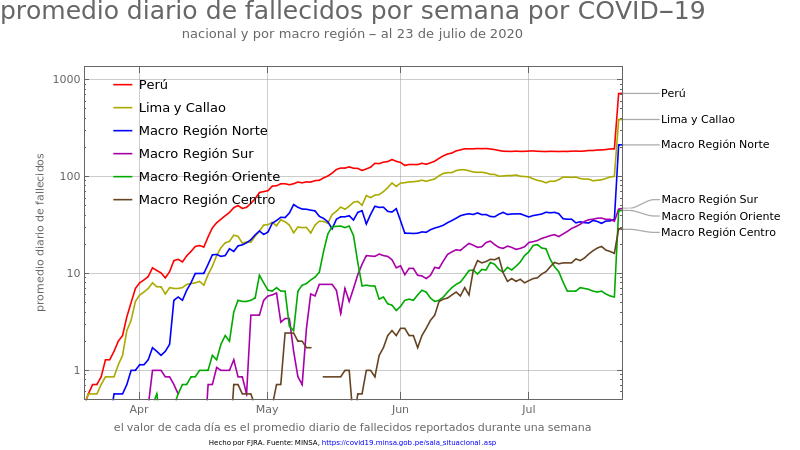 promedio diario de fallecidos por semana por COVID–19
nacional y por macro región – al 23 de julio de 2020
promedio diario de fallecidos
1000
100
10
1
Perú
Lima y Callao
Macro Región Norte
Macro Región Sur
Macro Región Oriente
Macro Región Centro
Perú
Lima y Callao
Macro Región Norte
Macro Región Sur
Macro Región Oriente
Macro Región Centro
Apr May Jun Jul
el valor de cada día es el promedio diario de fallecidos reportados durante una semana
Hecho por FJRA. Fuente: MINSA, https://covid19.minsa.gob.pe/sala_situacional.asp